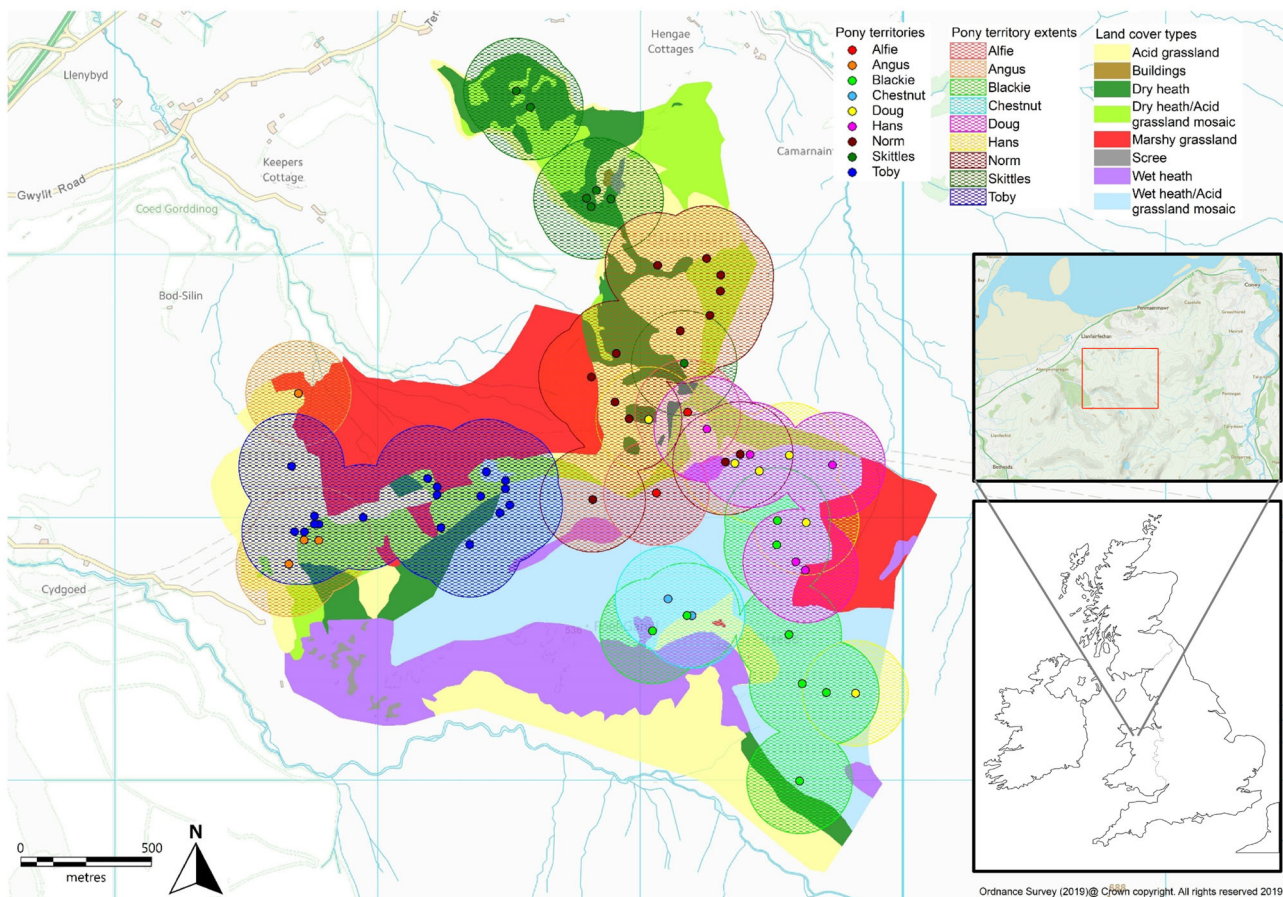 Llenybyd
Ter
Hengae
Cottages
Keepers
Cottage
Camarnain
Gwyllt Road
Coed Gorddinog
Bod-Silin
Cydgoed
Pony territories
Alfie
Angus
Blackie
Chestnut
Doug
Hans
Norm
Skittles
Toby
Pony territory extents
Alfie
Angus
Blackie
Chestnut
Doug
Hans
Norm
Skittles
Toby
Land cover types
Acid grassland
Buildings
Dry heath
Dry heath/Acid
grassland mosaic
Marshy grassland
Scree
Wet heath
Wet heath/Acid
grassland mosaic
Conwy
Penmaenmawr
Llanfairfechan
Bethesda
N
0 500
metres
Ordnance Survey (2019)@ Crown copyright. All rights reserved 2019